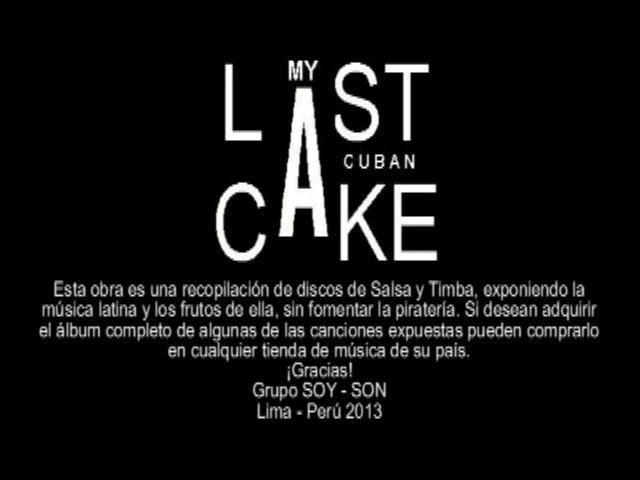 MY
LAST
CUBAN
CAKE
Esta obra es una recopilación de discos de Salsa y Timba, exponiendo la
música latina y los frutos de ella, sin fomentar la piratería. Si desean adquirir
el álbum completo de algunas de las canciones expuestas pueden comprarlo
en cualquier tienda de música de su país.
¡Gracias!
Grupo SOY - SON
Lima - Perú 2013